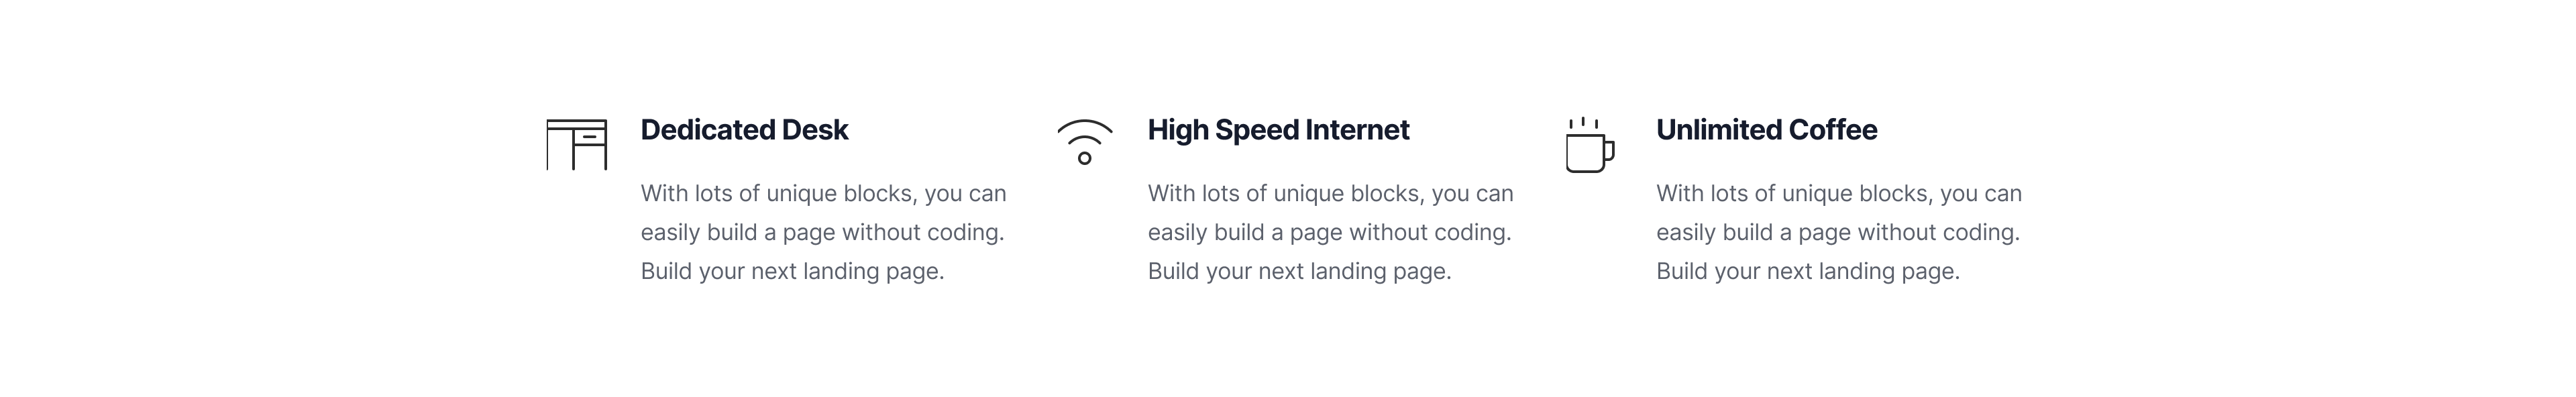 Dedicated Desk
With lots of unique blocks, you can
easily build a page without coding.
Build your next landing page.
High Speed Internet
With lots of unique blocks, you can
easily build a page without coding.
Build your next landing page.
Unlimited Coffee
With lots of unique blocks, you can
easily build a page without coding.
Build your next landing page.